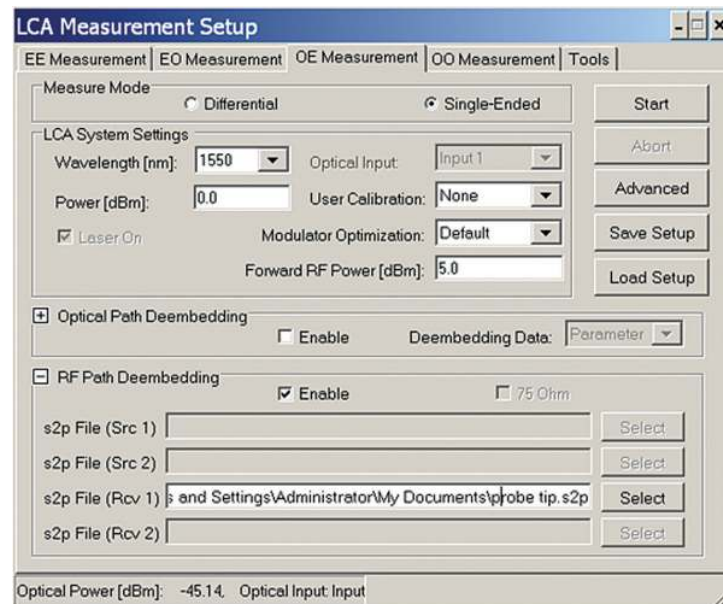 LCA Measurement Setup
EE Measurement EO Measurement OE Measurement OO Measurement Tools
Measure Mode
Differential Single-Ended Start
LCA System Settings
Abort
Wavelength [nm]: 1550 Optical Input: Input 1
Power [dBm]: 0.0 User Calibration: None Advanced
Laser On Modulator Optimization: Default Save Setup
Forward RF Power [dBm]: 5.0 Load Setup
Optical Path Deembedding
Enable Deembedding Data: Parameter
RF Path Deembedding
Enable 75 Ohm
s2p File (Src 1) Select
s2p File (Src 2) Select
s2p File (Rcv 1) s and Settings\Administrator\My Documents\probe tip.s2p Select
s2p File (Rcv 2) Select
Optical Power [dBm]: -45.14, Optical Input: Input